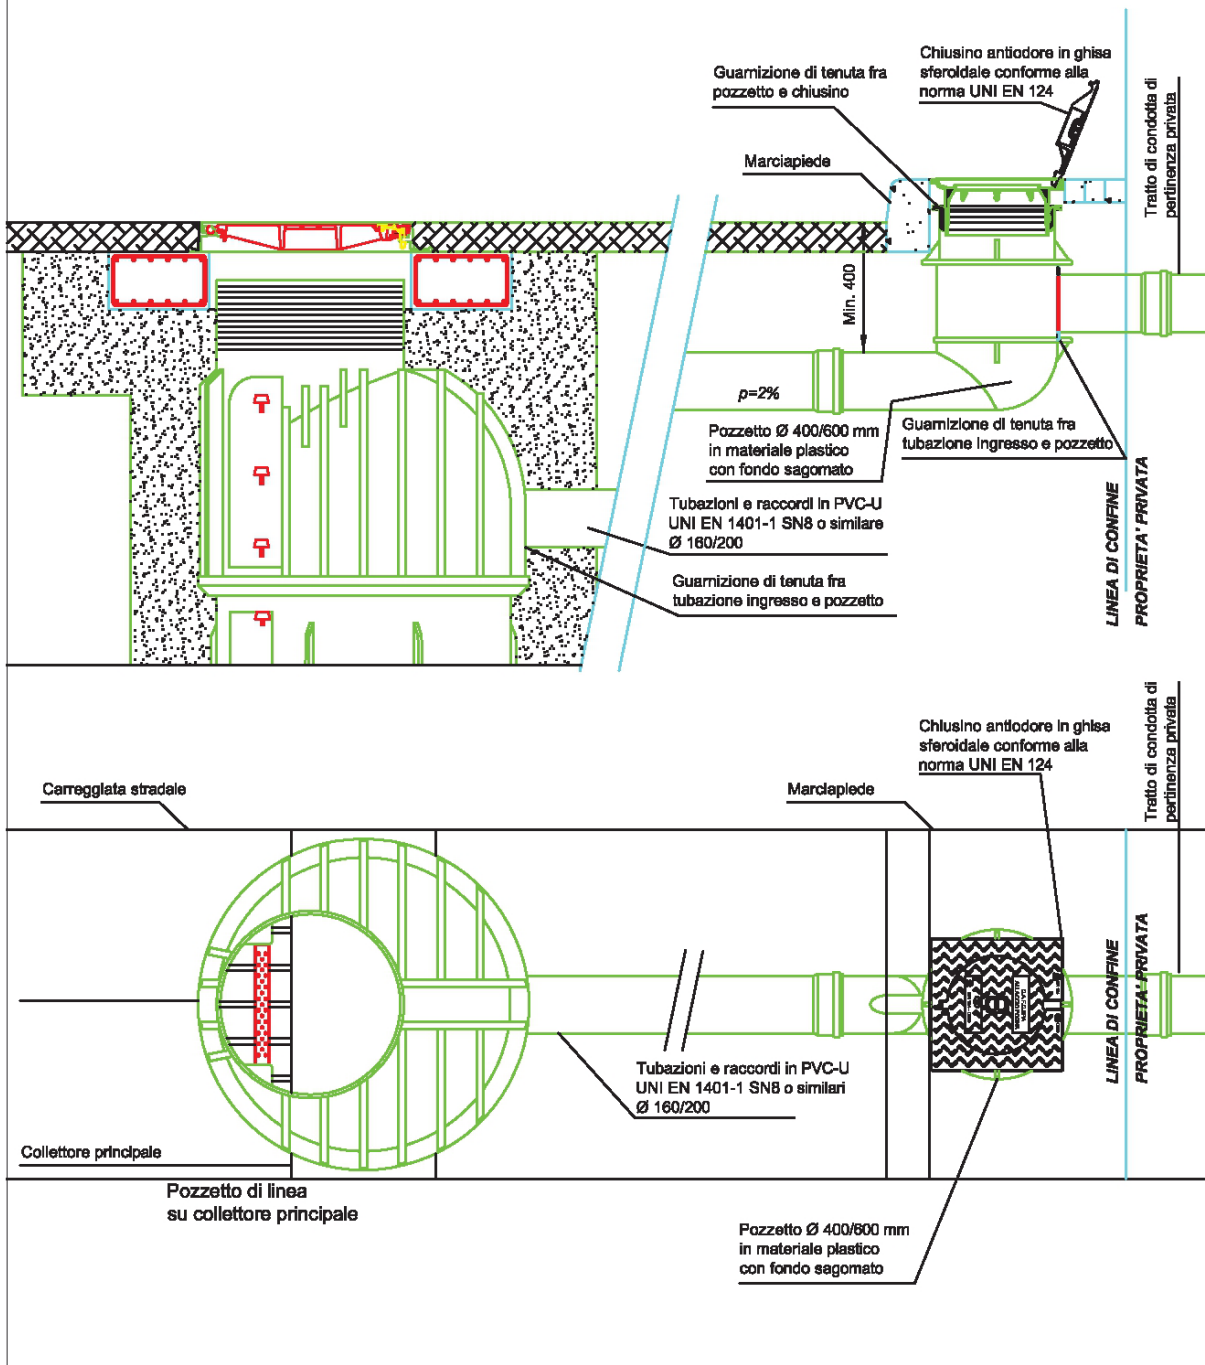 Chiusino antiodore in ghisa
sferoidale conforme alla
norma UNI EN 124
Guarnizione di tenuta fra
pozzetto e chiusino
Marciapiede
Tratto di condotta di
pertinenza privata
Min. 400
p=2%
Pozzetto Ø 400/600 mm
in materiale plastico
con fondo sagomato
Guarnizione di tenuta fra
tubazione ingresso e pozzetto
Tubazioni e raccordi in PVC-U
UNI EN 1401-1 SN8 o similare
Ø 160/200
Guarnizione di tenuta fra
tubazione ingresso e pozzetto
LINEA DI CONFINE
PROPRIETA' PRIVATA
Chiusino antiodore in ghisa
sferoidale conforme alla
norma UNI EN 124
Tratto di condotta di
pertinenza privata
Carreggiata stradale
Marciapiede
LINEA DI CONFINE
PROPRIETA' PRIVATA
Tubazioni e raccordi in PVC-U
UNI EN 1401-1 SN8 o similari
Ø 160/200
Collettore principale
Pozzetto di linea
su collettore principale
Pozzetto Ø 400/600 mm
in materiale plastico
con fondo sagomato